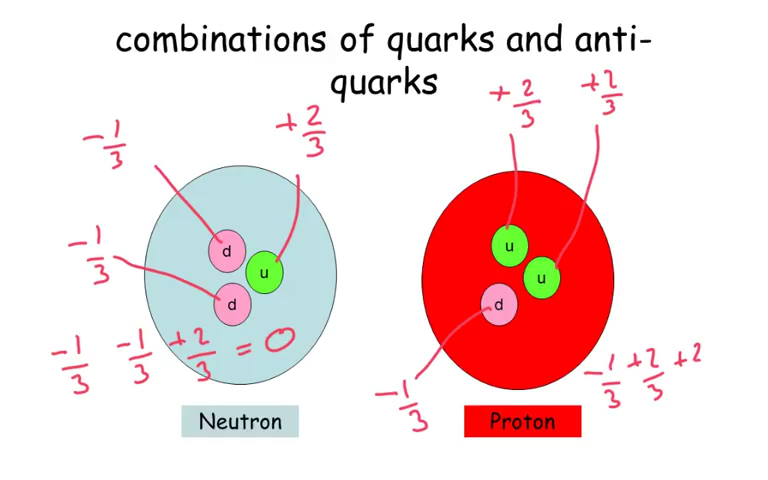 combinations of quarks and anti-
quarks
+2/3
+2/3
+2/3
-1/3
-1/3
d
u
d
u
u
d
-1/3 -1/3 +2/3 = 0
-1/3 +2/3 +2
-1/3
Neutron
Proton